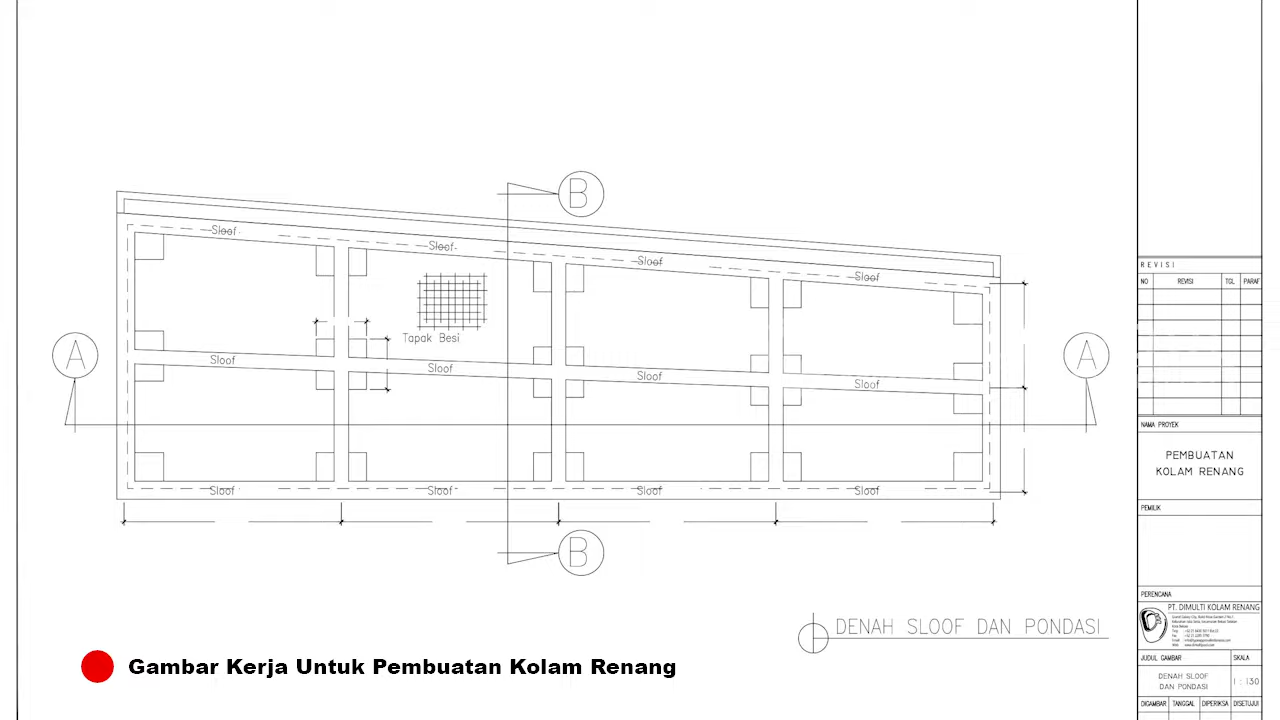 B
Sloof
Sloof
Sloof
Sloof
Tapak Besi
A
A
Sloof
Sloof
Sloof
Sloof
Sloof
Sloof
Sloof
Sloof
B
DENAH SLOOF DAN PONDASI
Gambar Kerja Untuk Pembuatan Kolam Renang
REVISI
NO REVISI TGL PARAF
NAMA PROYEK
PEMBUATAN
KOLAM RENANG
PEMILIK
PERENCANA
PT. DIMULTI KOLAM RENANG
JUDUL GAMBAR SKALA
DENAH SLOOF
DAN PONDASI
1 : 130
DIGAMBAR TANGGAL DIPERIKSA DISETUJUI